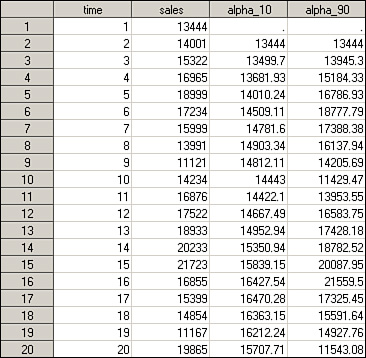 time sales alpha_10 alpha_90
1 1 13444 . .
2 2 14001 13444 13444
3 3 15322 13499.7 13945.3
4 4 16965 13681.93 15184.33
5 5 18999 14010.24 16786.93
6 6 17234 14509.11 18777.79
7 7 15999 14781.6 17388.38
8 8 13991 14903.34 16137.94
9 9 11121 14812.11 14205.69
10 10 14234 14443 11429.47
11 11 16876 14422.1 13953.55
12 12 17522 14667.49 16583.75
13 13 18933 14952.94 17428.18
14 14 20233 15350.94 18782.52
15 15 21723 15839.15 20087.95
16 16 16855 16427.54 21559.5
17 17 15399 16470.28 17325.45
18 18 14854 16363.15 15591.64
19 19 11167 16212.24 14927.76
20 20 19865 15707.71 11543.08